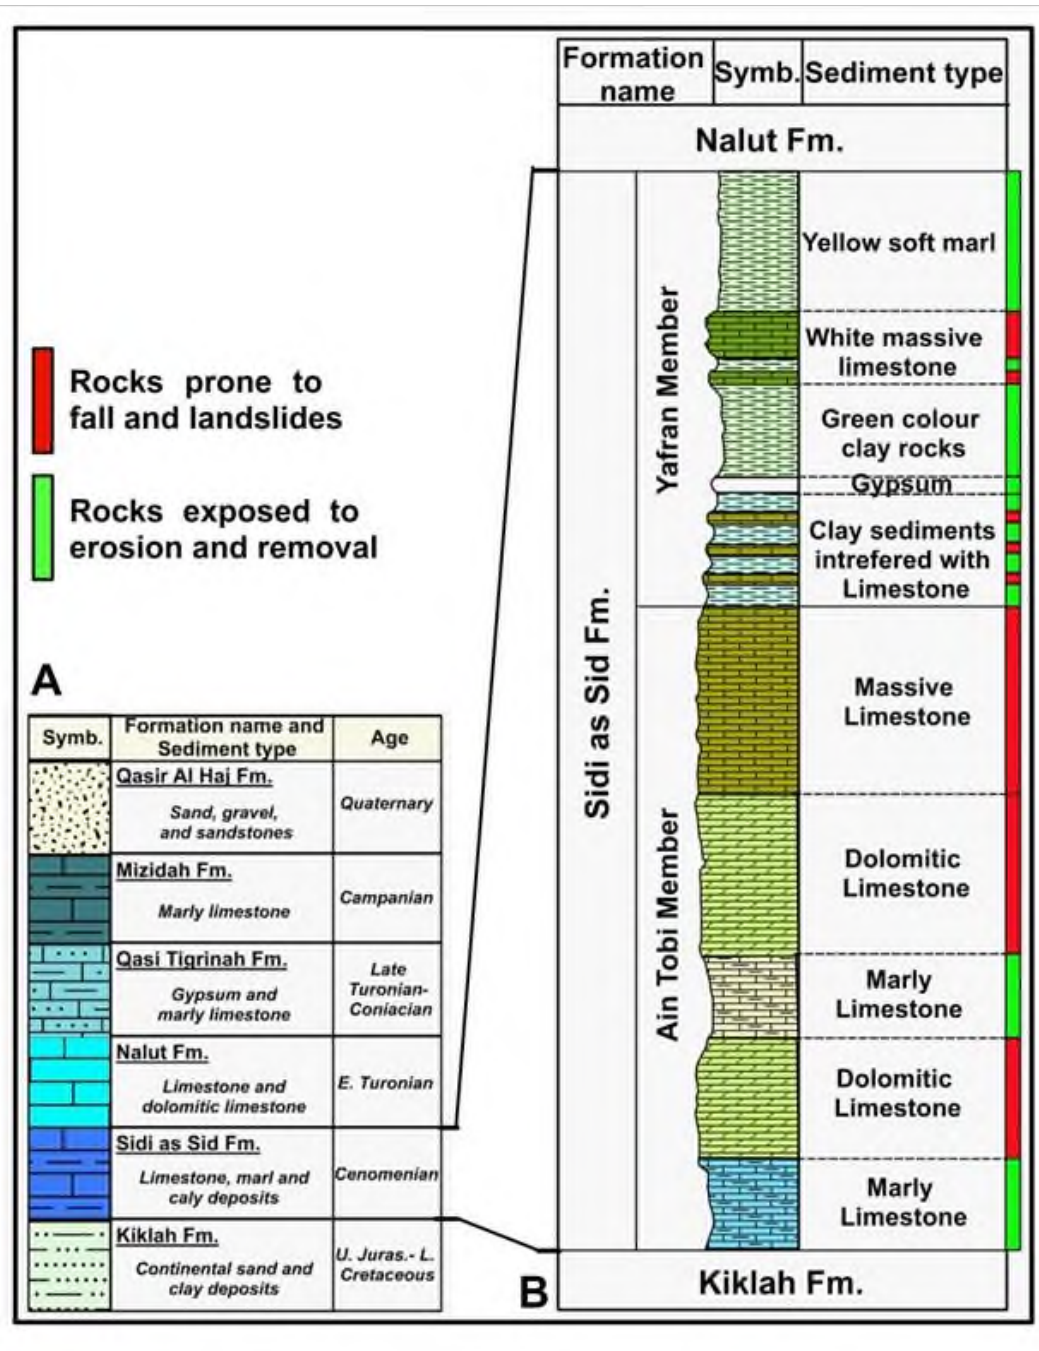 Formation name
Symb.
Sediment type
Nalut Fm.
Sidi as Sid Fm.
Yafran Member
Yellow soft marl
White massive
limestone
Green colour
clay rocks
Gypsum
Clay sediments
intrefered with
Limestone
Ain Tobi Member
Massive
Limestone
Dolomitic
Limestone
Marly
Limestone
Dolomitic
Limestone
Marly
Limestone
Kiklah Fm.
B
Rocks prone to
fall and landslides
Rocks exposed to
erosion and removal
A
Symb.
Formation name and
Sediment type
Age
Qasir Al Haj Fm.
Sand, gravel,
and sandstones
Quaternary
Mizidah Fm.
Marly limestone
Campanian
Qasi Tigrinah Fm.
Gypsum and
marly limestone
Late
Turonian-
Coniacian
Nalut Fm.
Limestone and
dolomitic limestone
E. Turonian
Sidi as Sid Fm.
Limestone, marl and
caly deposits
Cenomenian
Kiklah Fm.
Continental sand and
clay deposits
U. Juras.- L.
Cretaceous